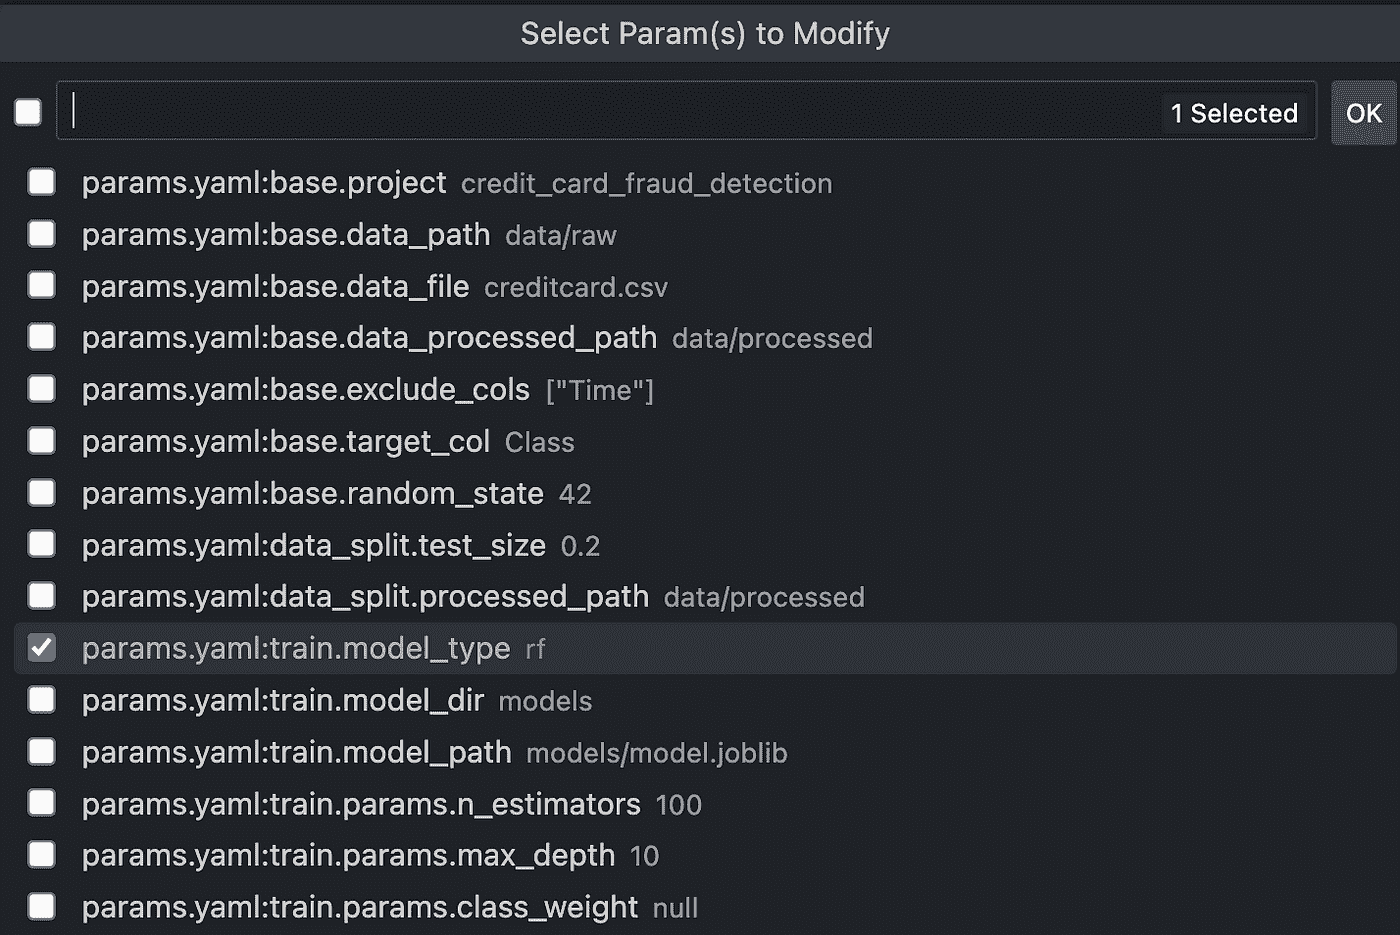 Select Param(s) to Modify
1 Selected OK
params.yaml:base.project credit_card_fraud_detection
params.yaml:base.data_path data/raw
params.yaml:base.data_file creditcard.csv
params.yaml:base.data_processed_path data/processed
params.yaml:base.exclude_cols ["Time"]
params.yaml:base.target_col Class
params.yaml:base.random_state 42
params.yaml:data_split.test_size 0.2
params.yaml:data_split.processed_path data/processed
params.yaml:train.model_type rf
params.yaml:train.model_dir models
params.yaml:train.model_path models/model.joblib
params.yaml:train.params.n_estimators 100
params.yaml:train.params.max_depth 10
params.yaml:train.params.class_weight null